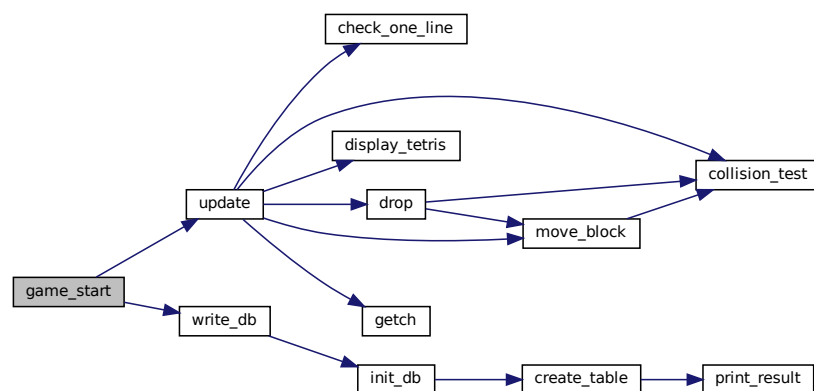 check_one_line
display_tetris
collision_test
update
drop
move_block
game_start
write_db
getch
init_db
create_table
print_result